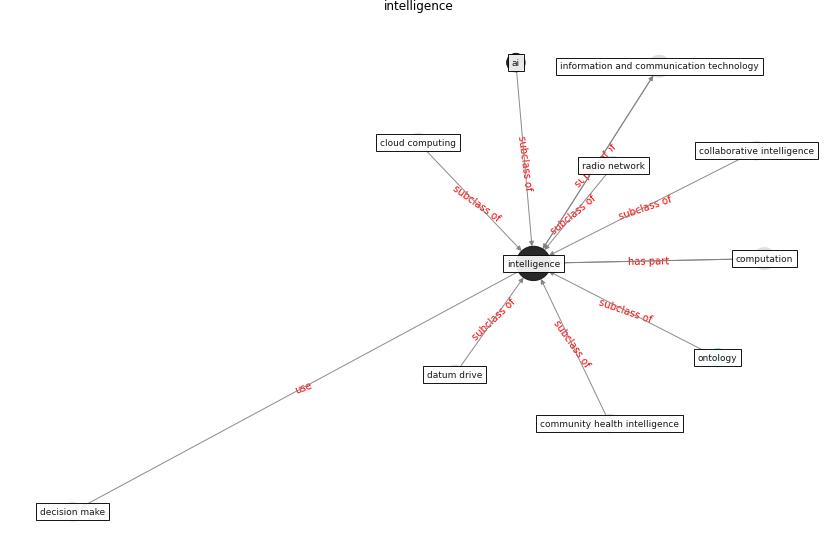 intelligence
ai
information and communication technology
cloud computing
collaborative intelligence
radio network
subclass of
subclass of
subclass of
subclass of
intelligence
has part
computation
subclass of
subclass of
subclass of
ontology
datum drive
use
community health intelligence
decision make